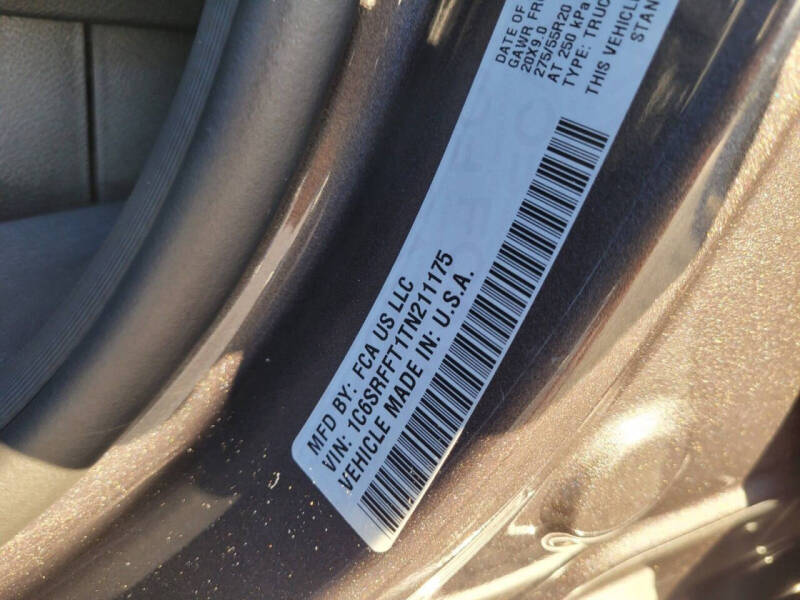 DATE OF
GAWR FR
20X9.0
275/55R20
AT 250 kPa
TYPE: TRUC
THIS VEHICLE
STAN
MFD BY: FCA US LLC
VIN: 1C6SRFFT1TN211175
VEHICLE MADE IN: U.S.A.